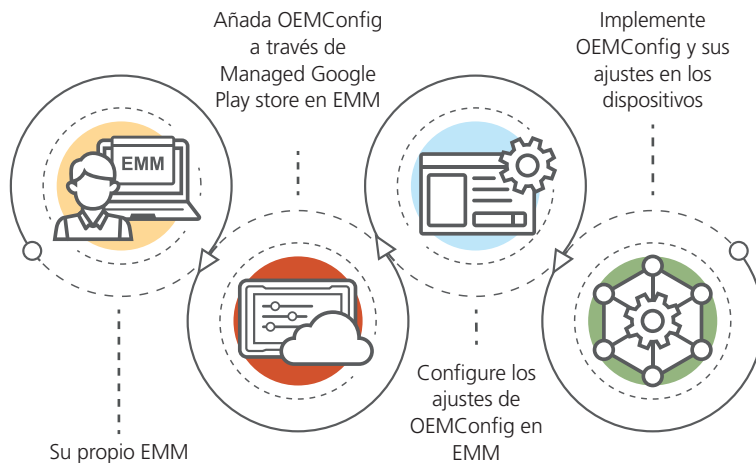 Añada OEMConfig
a través de
Managed Google
Play store en EMM
Implemente
OEMConfig y sus
ajustes en los
dispositivos
EMM
Configure los
ajustes de
OEMConfig en
EMM
Su propio EMM